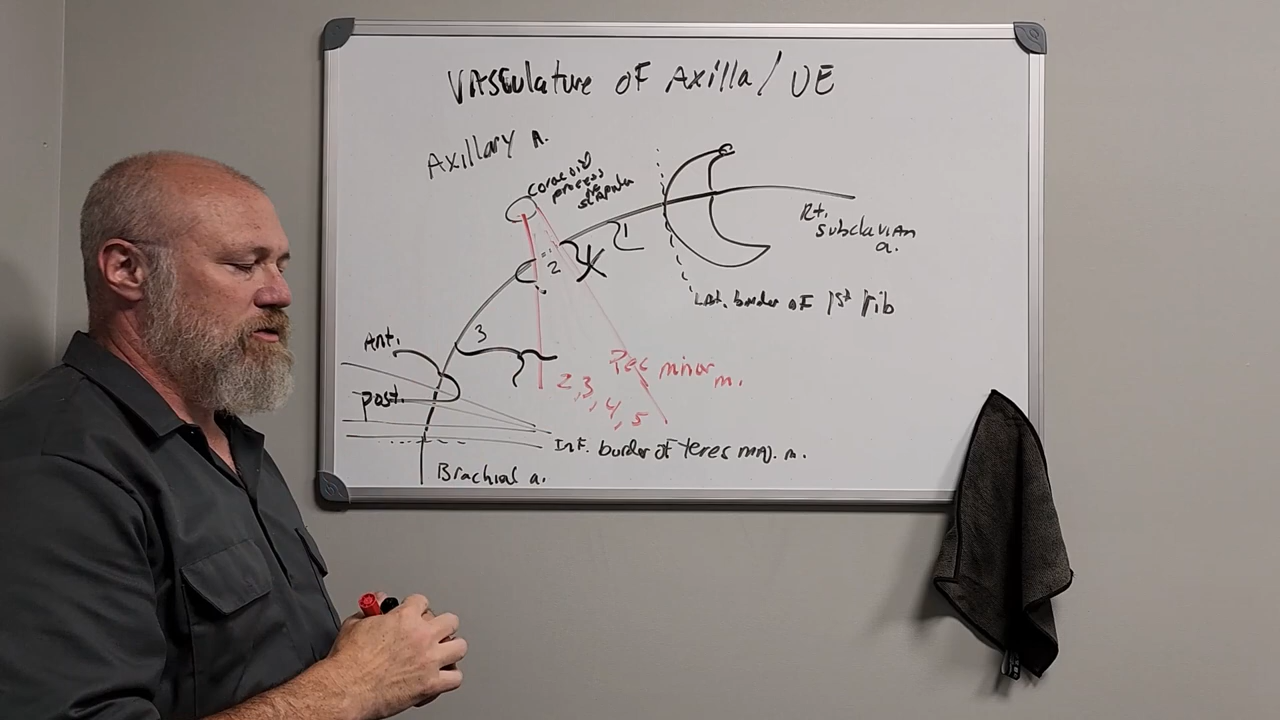 Vasculature of Axilla/UE
Axillary A.
coracoid
process
of
scapula
1
Rt.
subclavian
a.
2
Lat. border of 1st rib
3
Ant.
Pec minor
m.
2,3,4,5
post.
Inf. border of Teres maj. m.
Brachial a.